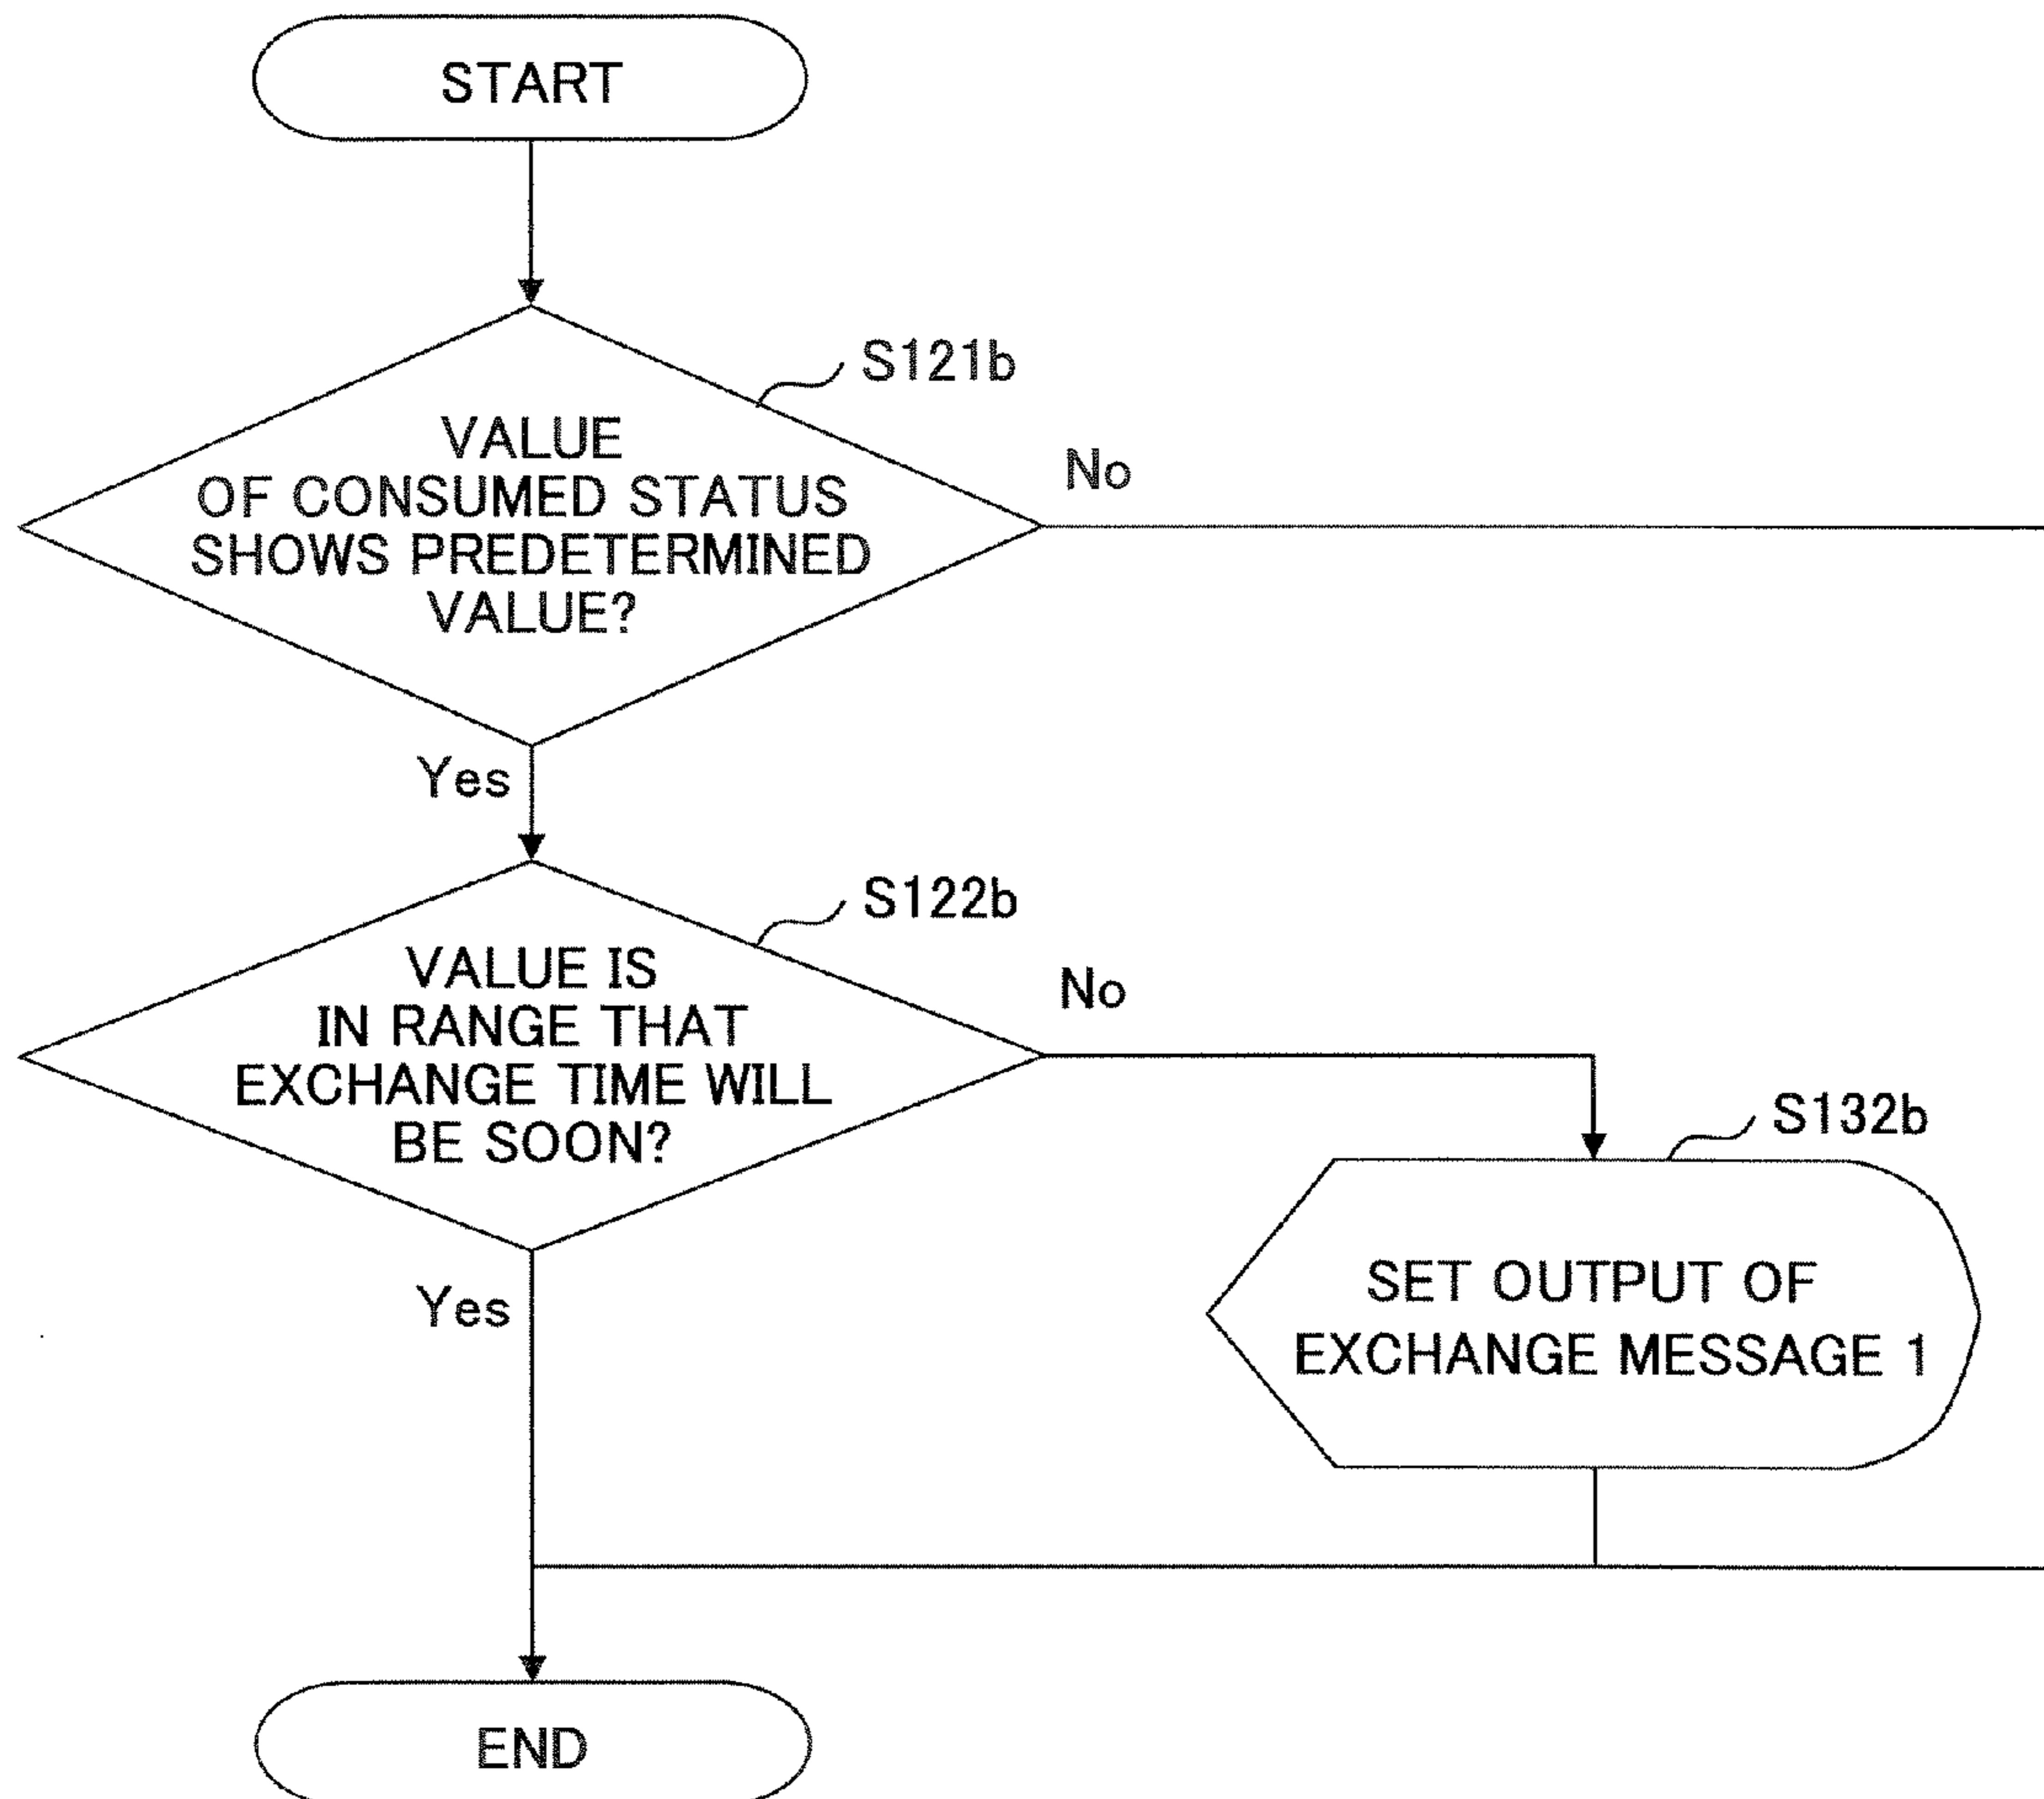 START
S121b
VALUE
OF CONSUMED STATUS
SHOWS PREDETERMINED
VALUE?
No
Yes
S122b
VALUE IS
IN RANGE THAT
EXCHANGE TIME WILL
BE SOON?
No
Yes
S132b
SET OUTPUT OF
EXCHANGE MESSAGE 1
END